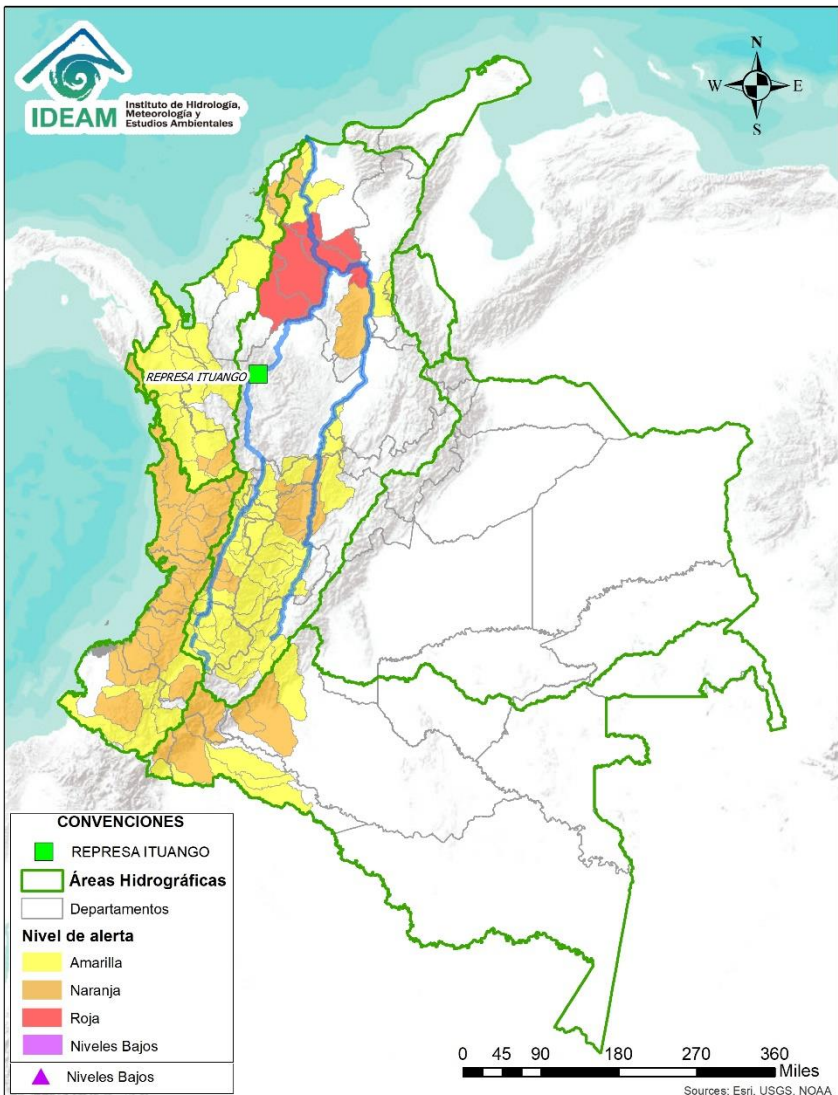 IDEAM
Instituto de Hidrología,
Meteorología y
Estudios Ambientales
N
W
E
S
REPRESA ITUANGO
CONVENCIONES
REPRESA ITUANGO
Áreas Hidrográficas
Departamentos
Nivel de alerta
Amarilla
Naranja
Roja
Niveles Bajos
Niveles Bajos
0 45 90 180 270 360
Miles
Sources: Esri, USGS, NOAA